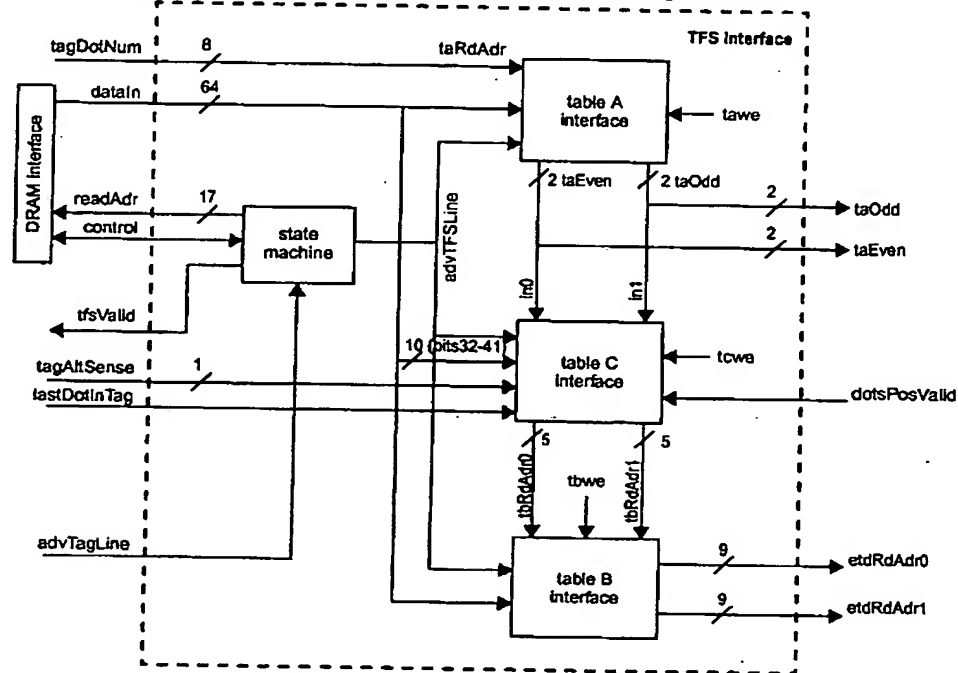 TFS Interface
tagDotNum
8
taRdAdr
dataIn
64
table A
interface
tawe
DRAM Interface
2 taEven
2 taOdd
readAdr
17
2
taOdd
control
state
machine
2
taEven
advTFSLine
in0
in1
tfsValid
10 (bits32-41)
table C
interface
tcwe
tagAltSense
1
lastDotInTag
dotsPosValid
5
5
tbRdAdr0
tbwe
tbRdAdr1
advTagLine
table B
interface
9
etdRdAdr0
9
etdRdAdr1